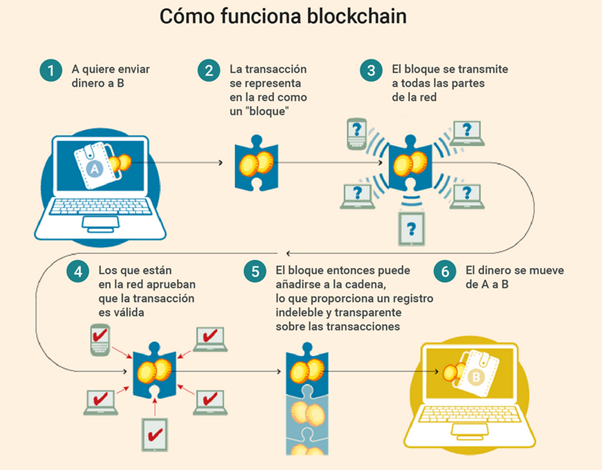 Cómo funciona blockchain
1
A quiere enviar
dinero a B
2
La transacción
se representa
en la red como
un "bloque"
3
El bloque se transmite
a todas las partes
de la red
A
?
?
?
?
?
4
Los que están
en la red aprueban
que la transacción
es válida
5
El bloque entonces puede
añadirse a la cadena,
lo que proporciona un registro
indeleble y transparente
sobre las transacciones
6
El dinero se mueve
de A a B
B